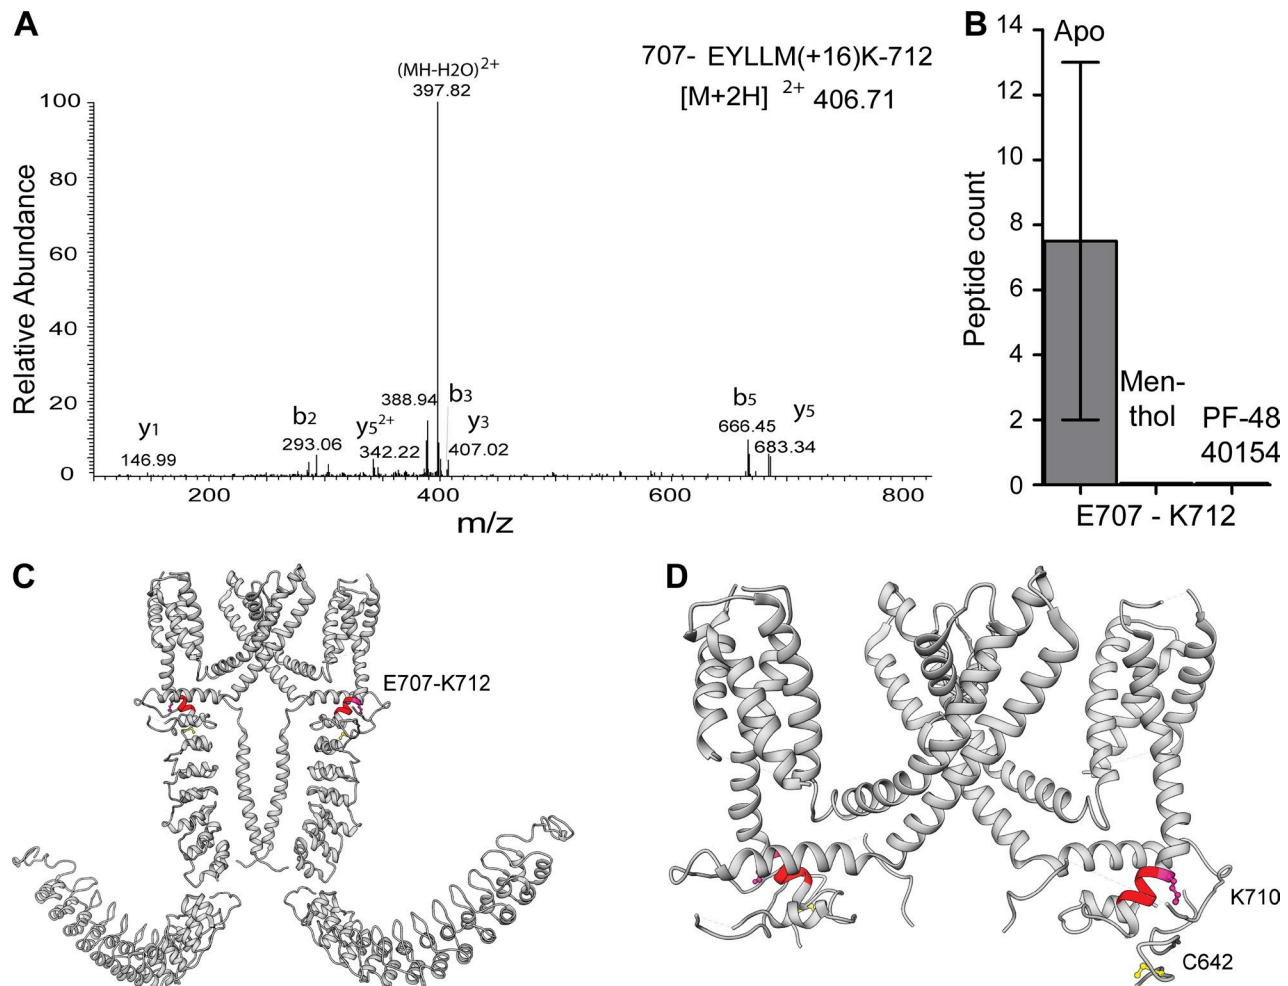 A
707- EYLLM(+16)K-712
[M+2H] 2+ 406.71
(MH-H2O)2+
397.82
Relative Abundance
100
80
60
40
20
0
y1
146.99
b2
293.06
y5 2+
342.22
388.94
b3
y3
407.02
b5
666.45
y5
683.34
200
400
600
800
m/z
B
Peptide count
14
12
10
8
6
4
2
0
Apo
Men-
thol
PF-48
40154
E707 - K712
C
E707-K712
D
K710
C642